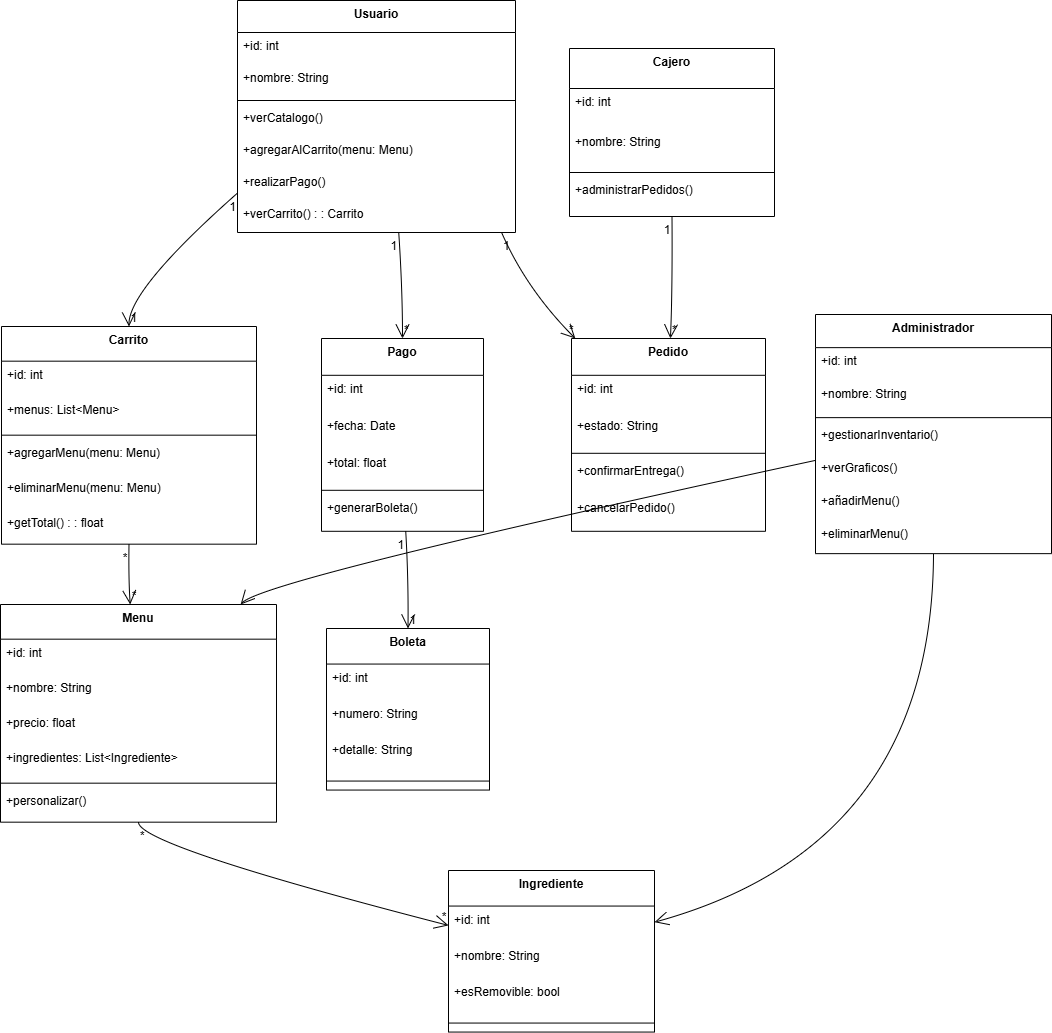 Usuario
+id: int
+nombre: String
+verCatalogo()
+agregarAlCarrito(menu: Menu)
+realizarPago()
+verCarrito() : : Carrito
Cajero
+id: int
+nombre: String
+administrarPedidos()
1
1
1
1
1
*
*
*
Carrito
+id: int
+menus: List<Menu>
+agregarMenu(menu: Menu)
+eliminarMenu(menu: Menu)
+getTotal() : : float
Pago
+id: int
+fecha: Date
+total: float
+generarBoleta()
Pedido
+id: int
+estado: String
+confirmarEntrega()
+cancelarPedido()
Administrador
+id: int
+nombre: String
+gestionarInventario()
+verGraficos()
+añadirMenu()
+eliminarMenu()
*
*
1
1
Menu
+id: int
+nombre: String
+precio: float
+ingredientes: List<Ingrediente>
+personalizar()
Boleta
+id: int
+numero: String
+detalle: String
*
*
Ingrediente
+id: int
+nombre: String
+esRemovible: bool